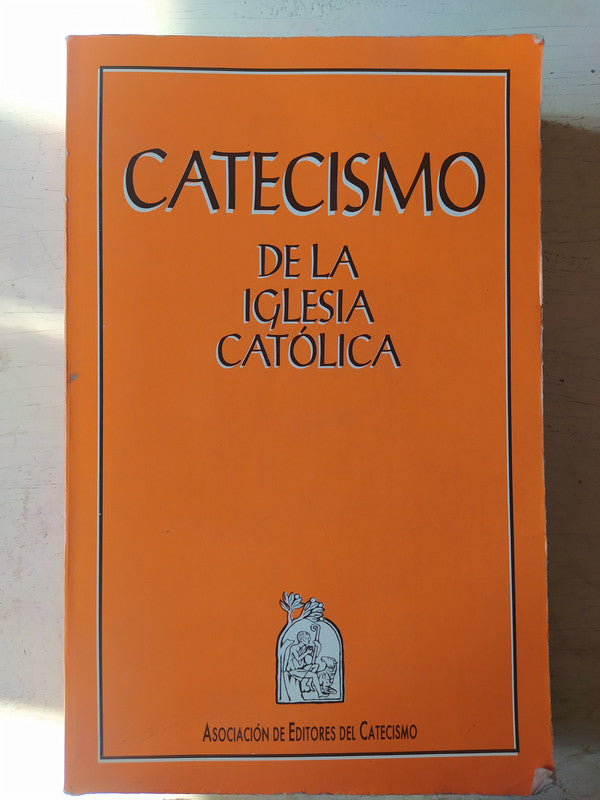 CATECISMO
DE LA
IGLESIA
CATÓLICA
ASOCIACIÓN DE EDITORES DEL CATECISMO